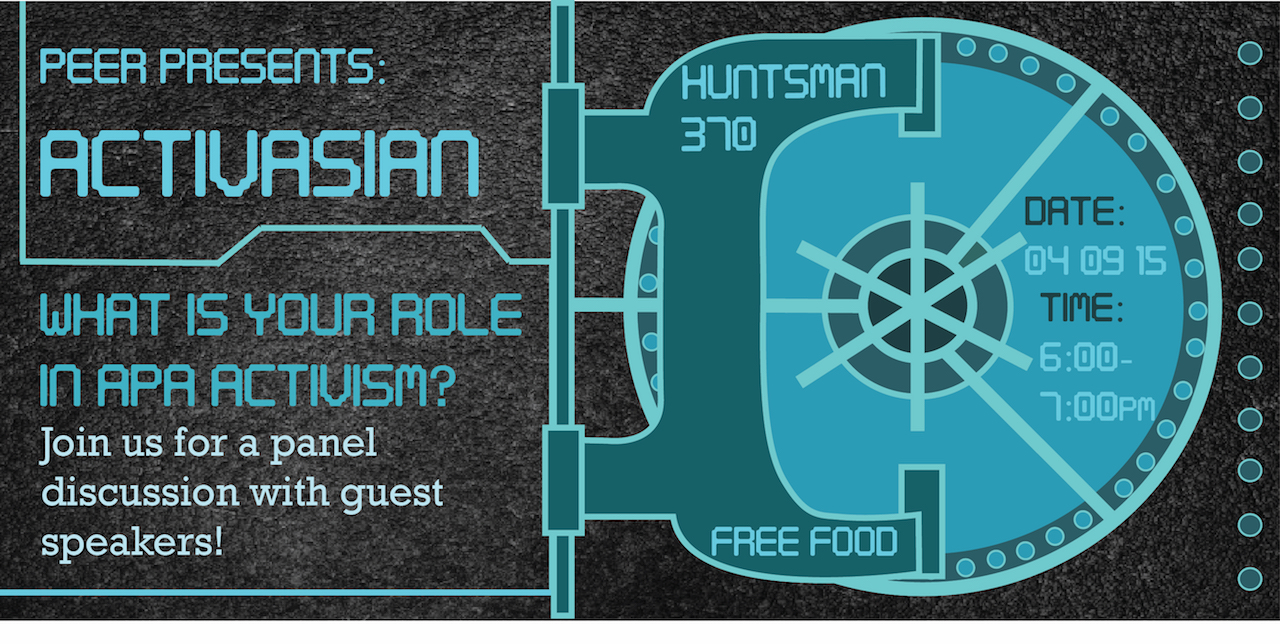 PEER PRESENTS:
ACTIVASIAN
WHAT IS YOUR ROLE
IN APA ACTIVISM?
Join us for a panel
discussion with guest
speakers!
HUNTSMAN
370
DATE:
04 09 15
TIME:
6:00-
7:00PM
FREE FOOD